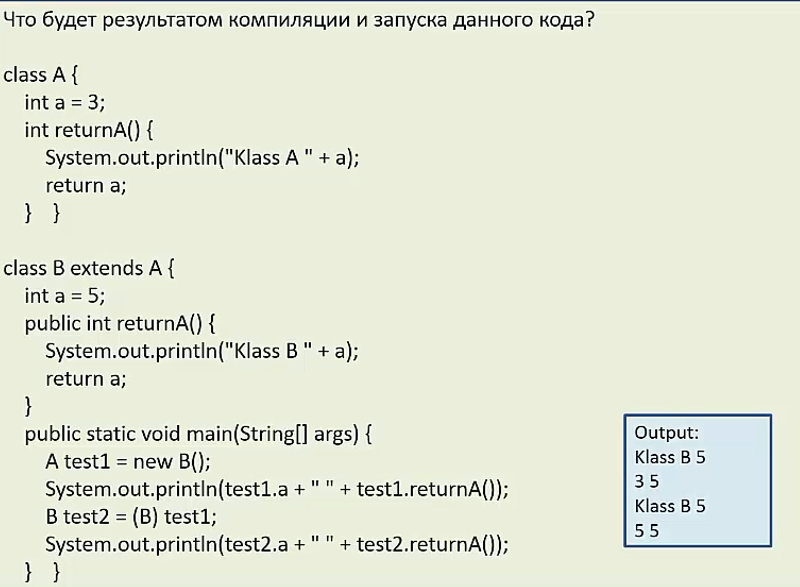 Что будет результатом компиляции и запуска данного кода?
class A {
int a = 3;
int returnA() {
System.out.println("Klass A " + a);
return a;
} }
class B extends A {
int a = 5;
public int returnA() {
System.out.println("Klass B " + a);
return a;
}
public static void main(String[] args) {
A test1 = new B();
System.out.println(test1.a + " " + test1.returnA());
B test2 = (B) test1;
System.out.println(test2.a + " " + test2.returnA());
} }
Output:
Klass B 5
3 5
Klass B 5
5 5